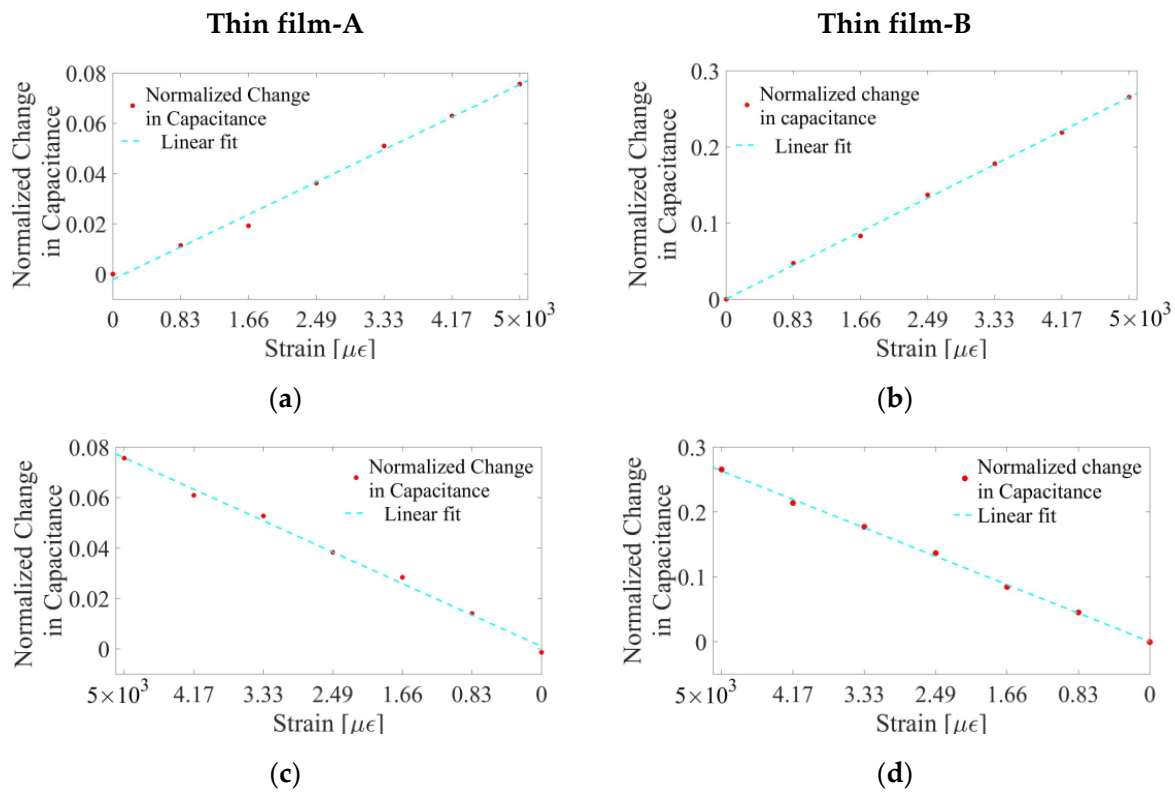 Thin film-A
Thin film-B
Normalized Change
in Capacitance
0.08
0.06
0.04
0.02
0
Normalized Change
in Capacitance
Linear fit
0 0.83 1.66 2.49 3.33 4.17 5×10³
Strain [με]
(a)
Normalized Change
in Capacitance
0.3
0.2
0.1
0
Normalized change
in capacitance
Linear fit
0 0.83 1.66 2.49 3.33 4.17 5×10³
Strain [με]
(b)
Normalized Change
in Capacitance
0.08
0.06
0.04
0.02
0
Normalized Change
in Capacitance
Linear fit
5×10³ 4.17 3.33 2.49 1.66 0.83 0
Strain [με]
(c)
Normalized Change
in Capacitance
0.3
0.2
0.1
0
Normalized change
in Capacitance
Linear fit
5×10³ 4.17 3.33 2.49 1.66 0.83 0
Strain [με]
(d)